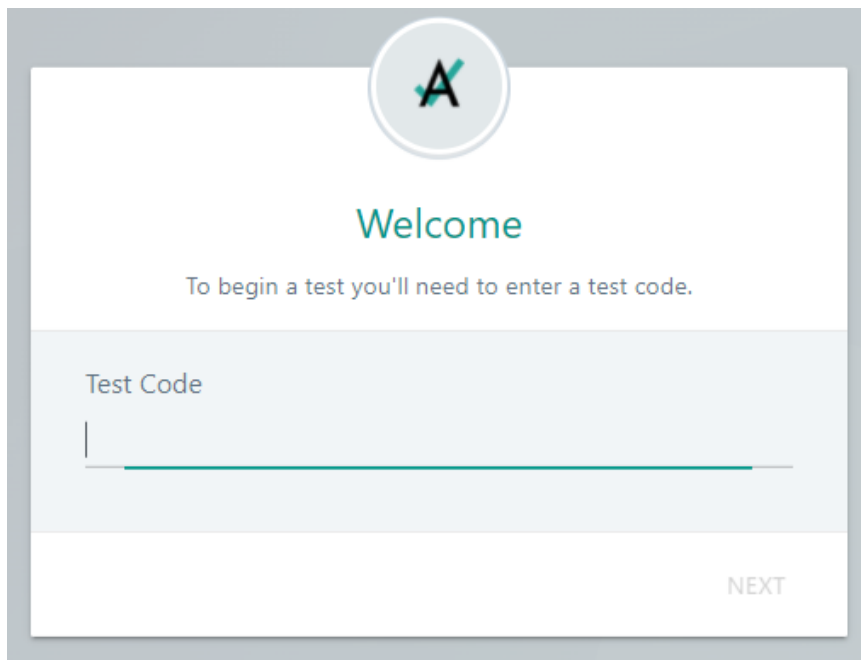 A
Welcome
To begin a test you'll need to enter a test code.
Test Code
NEXT